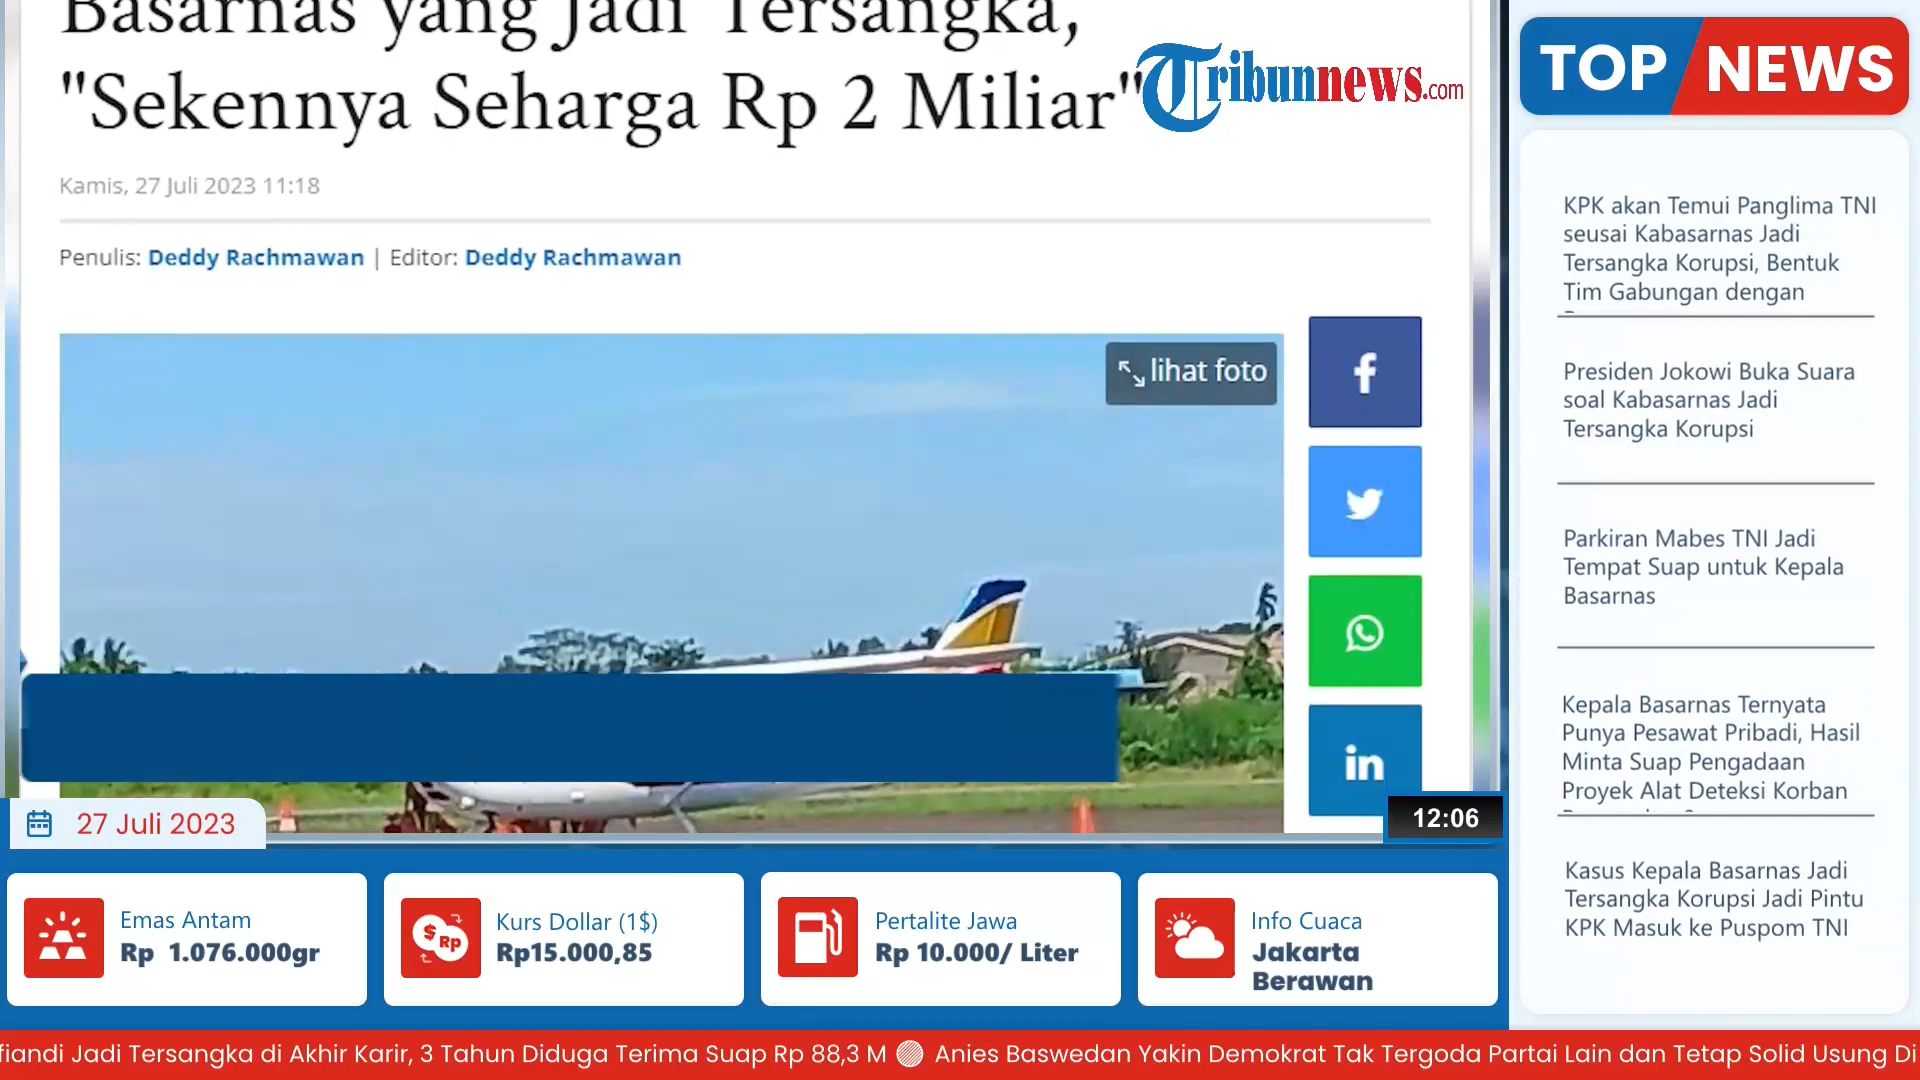 Basarnas yang Jadi Tersangka,
"Sekennya Seharga Rp 2 Miliar"
Tribunnews.com
Kamis, 27 Juli 2023 11:18
Penulis: Deddy Rachmawan | Editor: Deddy Rachmawan
lihat foto
27 Juli 2023
12:06
Emas Antam
Rp 1.076.000gr
Kurs Dollar (1$)
Rp15.000,85
Pertalite Jawa
Rp 10.000/ Liter
Info Cuaca
Jakarta
Berawan
TOP NEWS
KPK akan Temui Panglima TNI
seusai Kabasarnas Jadi
Tersangka Korupsi, Bentuk
Tim Gabungan dengan
Presiden Jokowi Buka Suara
soal Kabasarnas Jadi
Tersangka Korupsi
Parkiran Mabes TNI Jadi
Tempat Suap untuk Kepala
Basarnas
Kepala Basarnas Ternyata
Punya Pesawat Pribadi, Hasil
Minta Suap Pengadaan
Proyek Alat Deteksi Korban
Kasus Kepala Basarnas Jadi
Tersangka Korupsi Jadi Pintu
KPK Masuk ke Puspom TNI
fiandi Jadi Tersangka di Akhir Karir, 3 Tahun Diduga Terima Suap Rp 88,3 M Anies Baswedan Yakin Demokrat Tak Tergoda Partai Lain dan Tetap Solid Usung Di